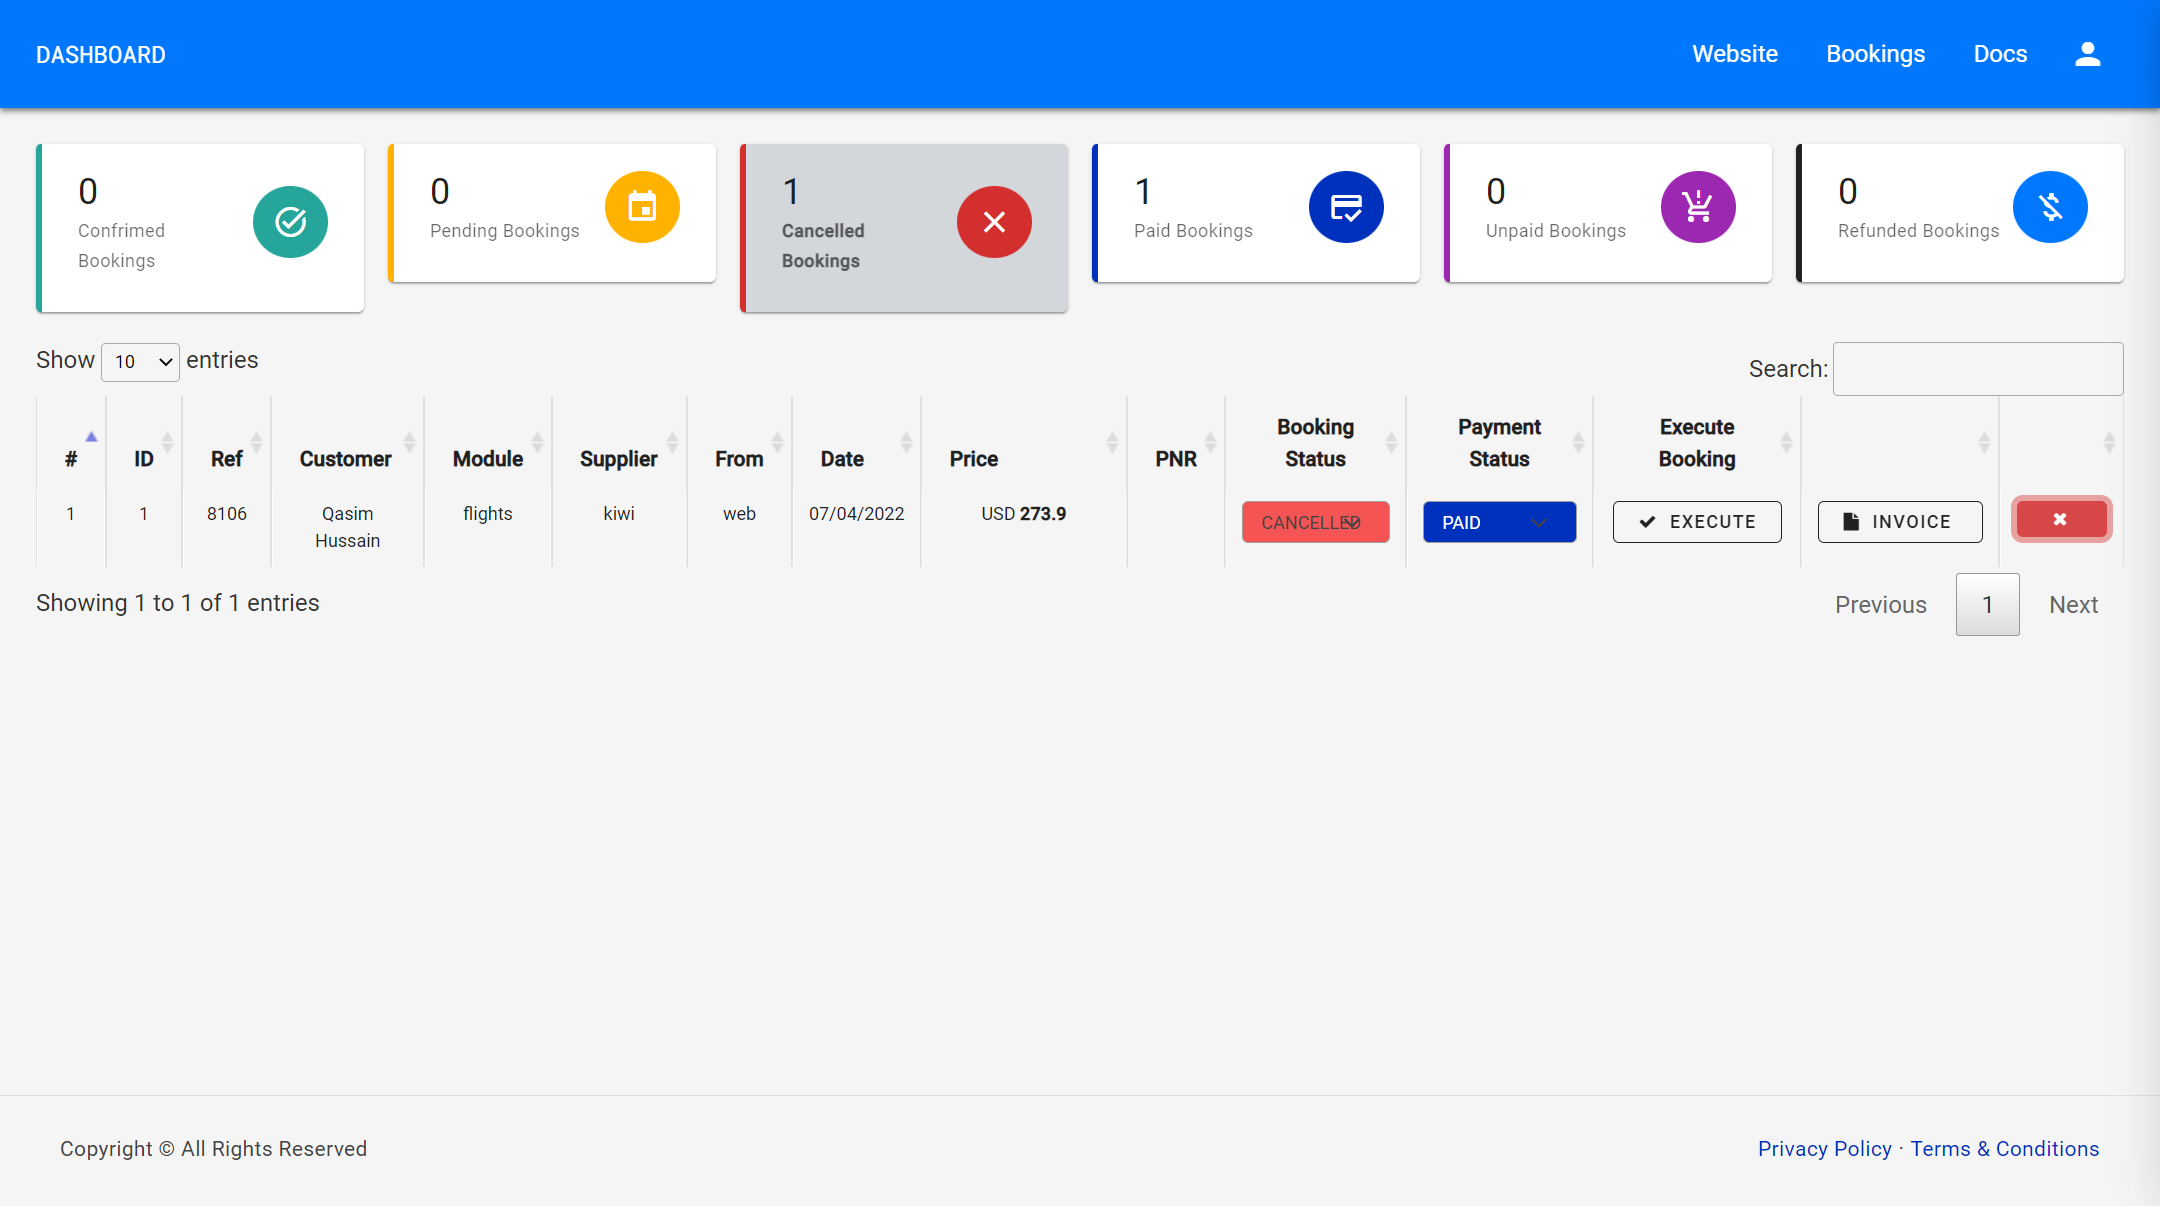 DASHBOARD
Website Bookings Docs
0
Confrimed
Bookings
0
Pending Bookings
1
Cancelled
Bookings
1
Paid Bookings
0
Unpaid Bookings
0
Refunded Bookings
Show 10 entries
Search:
# ID Ref Customer Module Supplier From Date Price PNR Booking Status Payment Status Execute Booking
1 1 8106 Qasim Hussain flights kiwi web 07/04/2022 USD 273.9 CANCELLED PAID EXECUTE INVOICE
Showing 1 to 1 of 1 entries
Previous 1 Next
Copyright © All Rights Reserved
Privacy Policy · Terms & Conditions